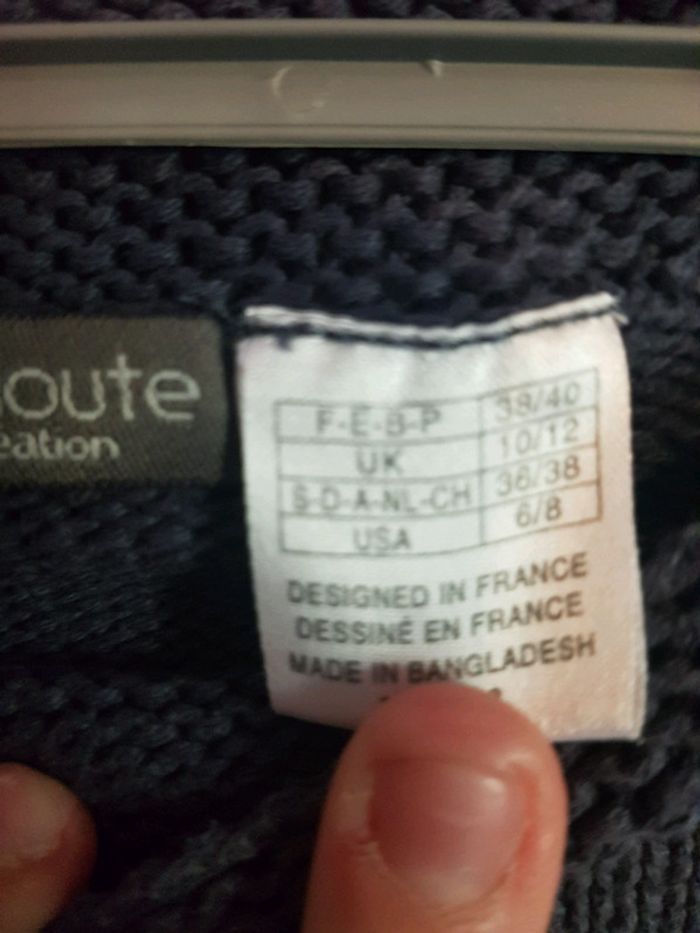 oute
eation
F-E-B-P 38/40
UK 10/12
S-D-A-NL-CH 36/38
USA 6/8
DESIGNED IN FRANCE
DESSINÉ EN FRANCE
MADE IN BANGLADESH